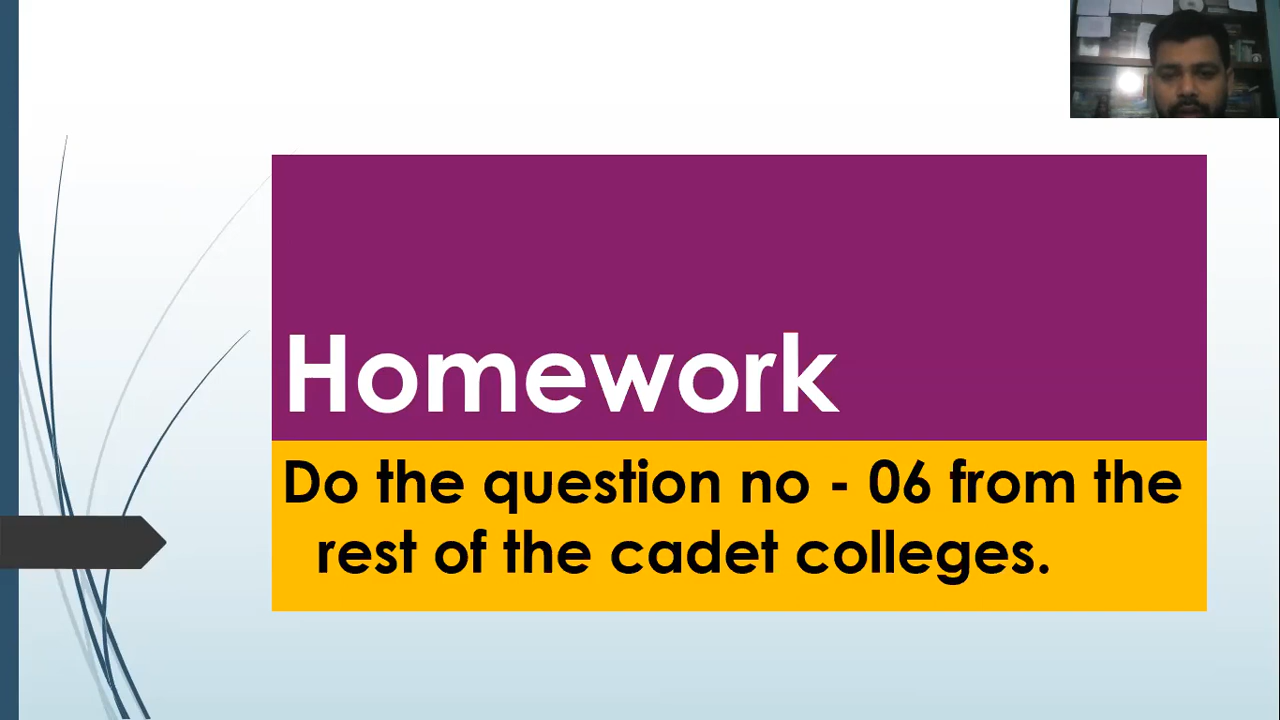 Homework
Do the question no - 06 from the
rest of the cadet colleges.